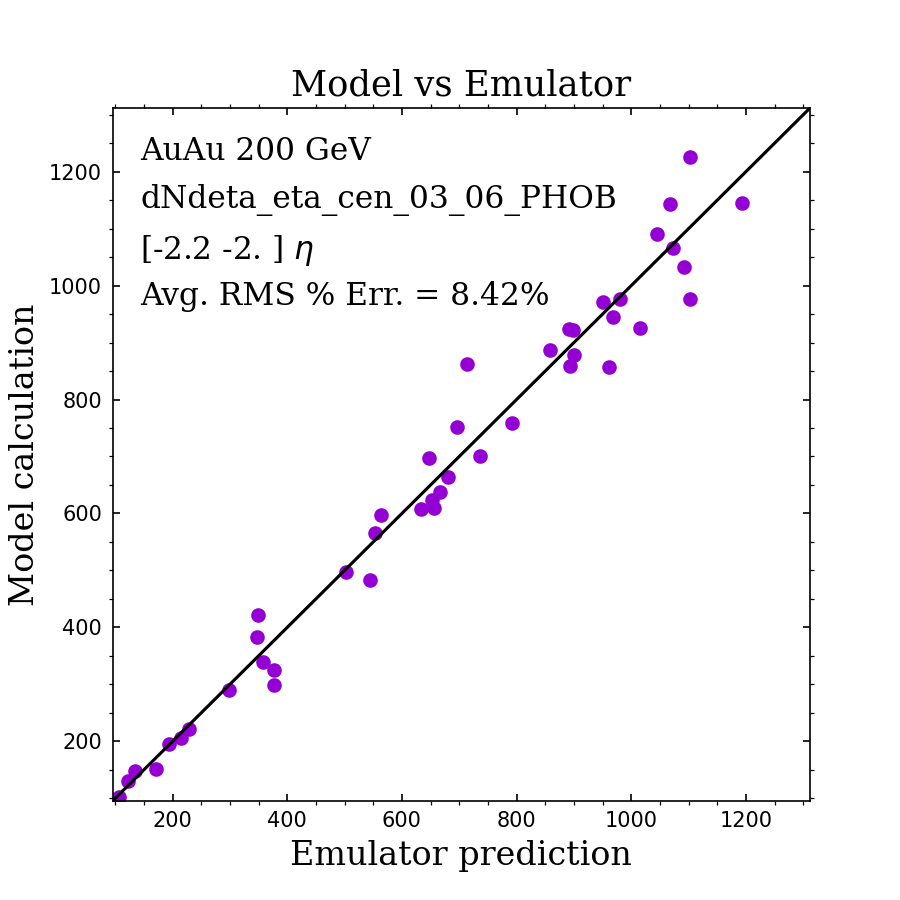 Model vs Emulator
AuAu 200 GeV
dNdeta_eta_cen_03_06_PHOB
[-2.2 -2. ] η
Avg. RMS % Err. = 8.42%
Model calculation
1200
1000
800
600
400
200
200 400 600 800 1000 1200
Emulator prediction